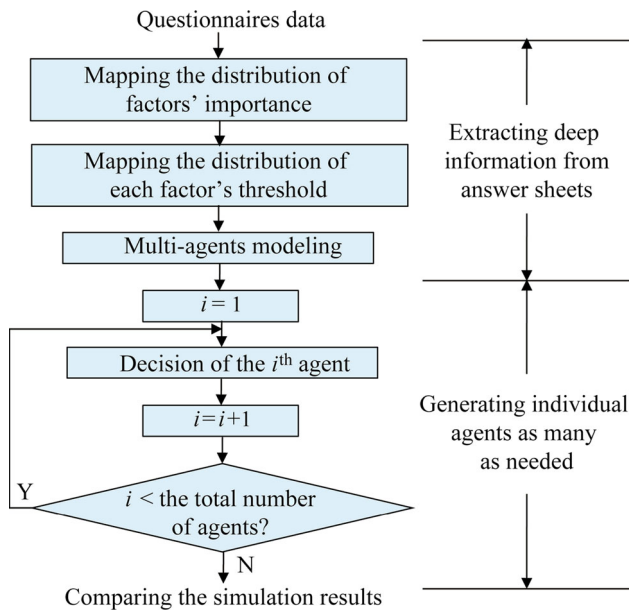 Questionnaires data
Mapping the distribution of
factors’ importance
Mapping the distribution of
each factor’s threshold
Multi-agents modeling
i = 1
Decision of the iᵗʰ agent
i=i+1
i < the total number
of agents?
Y
N
Comparing the simulation results
Extracting deep
information from
answer sheets
Generating individual
agents as many
as needed